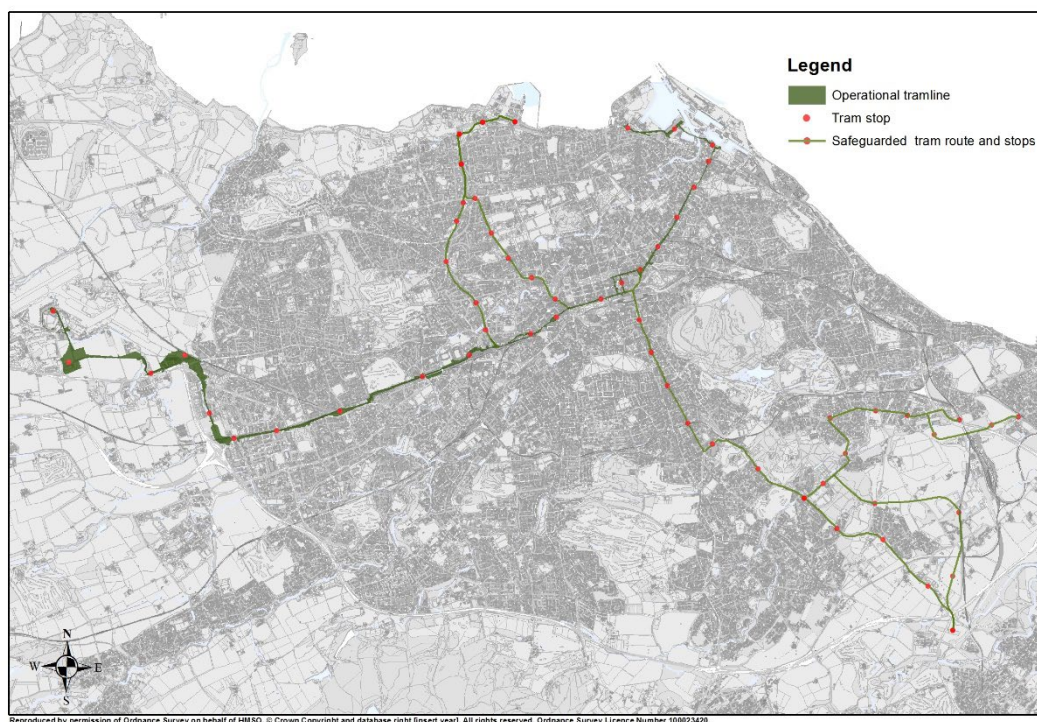 Legend
Operational tramline
Tram stop
Safeguarded tram route and stops
N
W E
S
Reproduced by permission of Ordnance Survey on behalf of HMSO. © Crown Copyright and database right [insert year]. All rights reserved. Ordnance Survey Licence Number 100023420